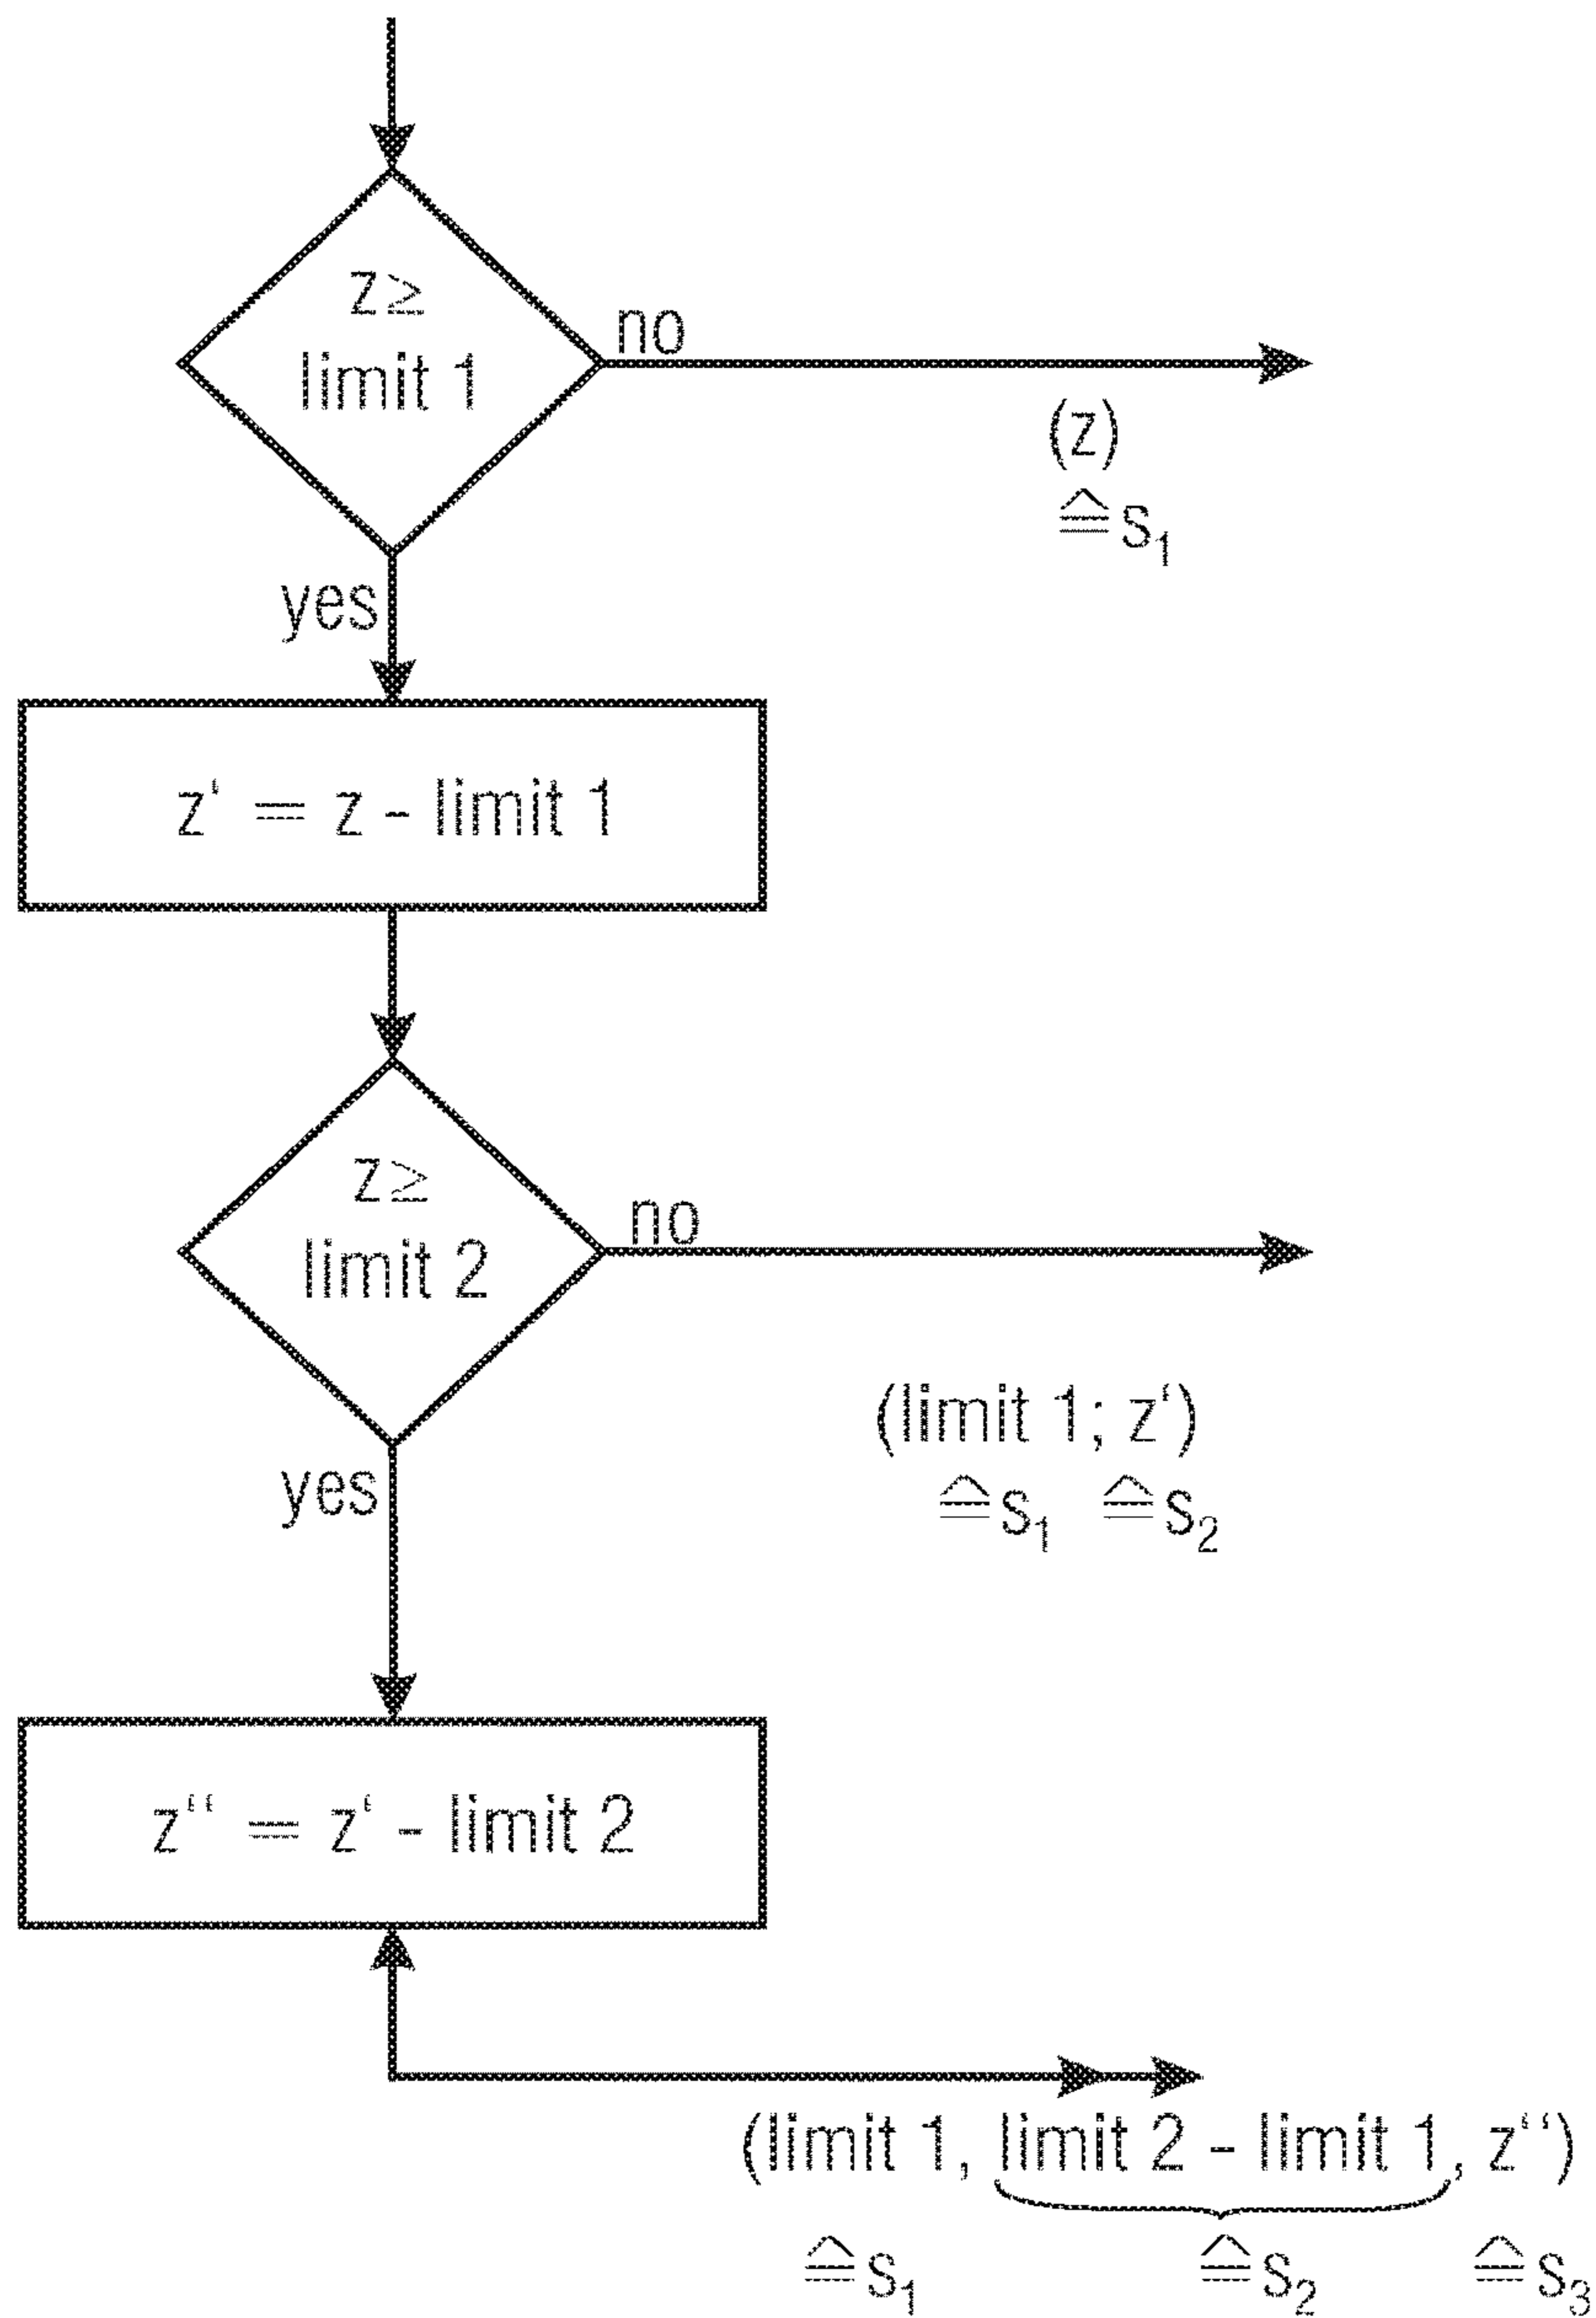 z≥
limit 1
no
(z)
≙s₁
yes
z‘ = z - limit 1
z≥
limit 2
no
(limit 1; z‘)
≙s₁ ≙s₂
yes
z‘‘ = z‘ - limit 2
(limit 1, limit 2 - limit 1, z‘‘)
≙s₁ ≙s₂ ≙s₃